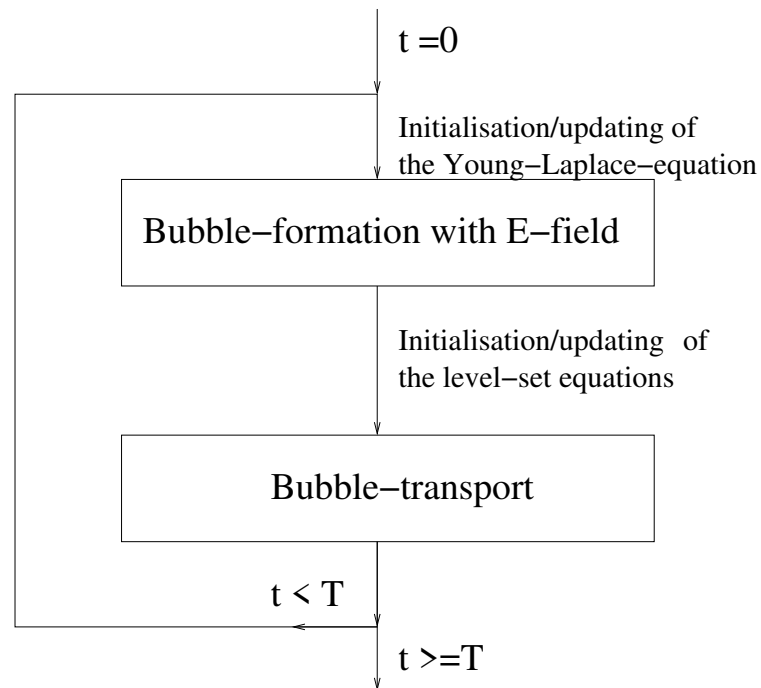 t =0
Initialisation/updating of
the Young−Laplace−equation
Bubble−formation with E−field
Initialisation/updating of
the level−set equations
Bubble−transport
t < T
t >=T